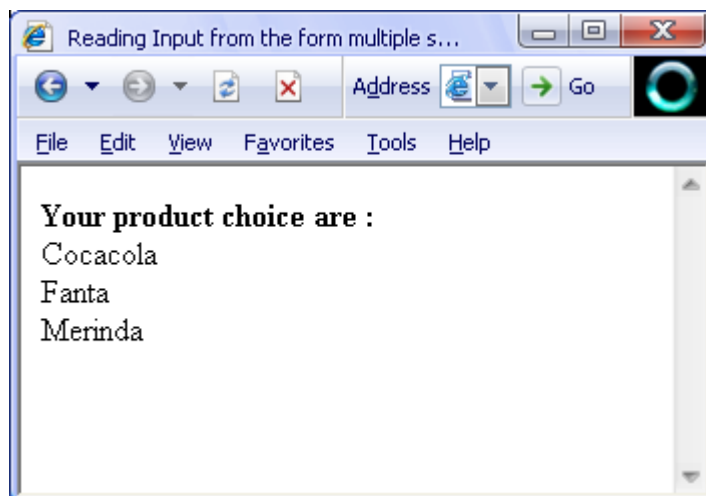 Reading Input from the form multiple s...
Address Go
File Edit View Favorites Tools Help
Your product choice are :
Cocacola
Fanta
Merinda